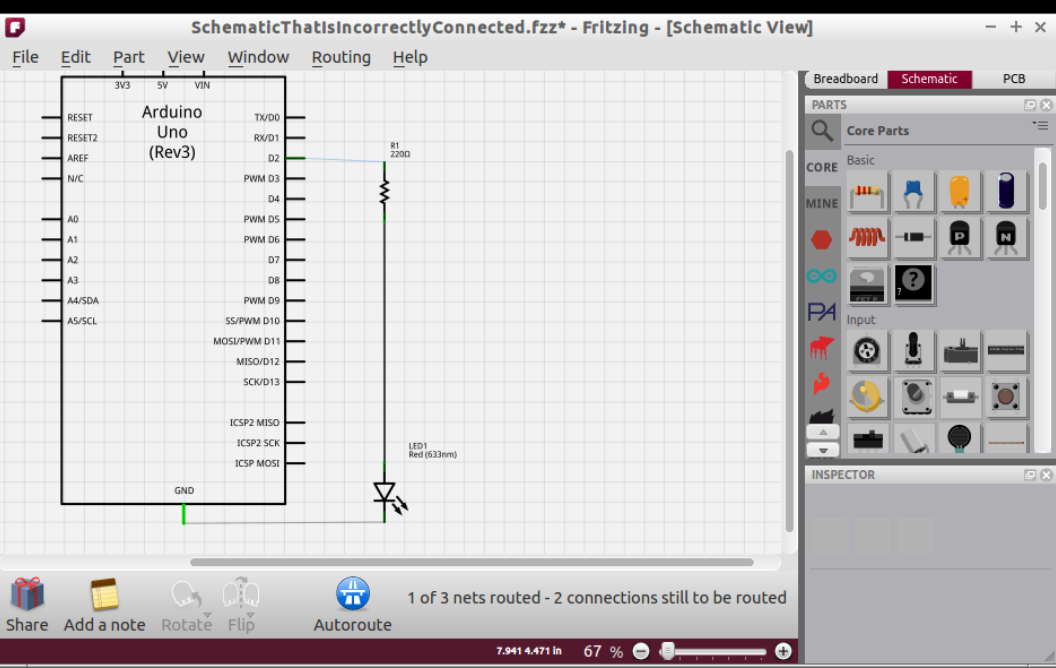 SchematicThatIsIncorrectlyConnected.fzz* - Fritzing - [Schematic View]
File Edit Part View Window Routing Help
Breadboard Schematic PCB
3V3 5V VIN
Arduino
Uno
(Rev3)
RESET
RESET2
AREF
N/C
A0
A1
A2
A3
A4/SDA
A5/SCL
TX/D0
RX/D1
D2
PWM D3
D4
PWM D5
PWM D6
D7
D8
PWM D9
SS/PWM D10
MOSI/PWM D11
MISO/D12
SCK/D13
ICSP2 MISO
ICSP2 SCK
ICSP MOSI
GND
R1
220Ω
LED1
Red (633nm)
PARTS
Core Parts
CORE
MINE
PA
Basic
P
N
?
?
Input
INSPECTOR
Share Add a note Rotate Flip Autoroute
1 of 3 nets routed - 2 connections still to be routed
7.941 4.471 in 67 %